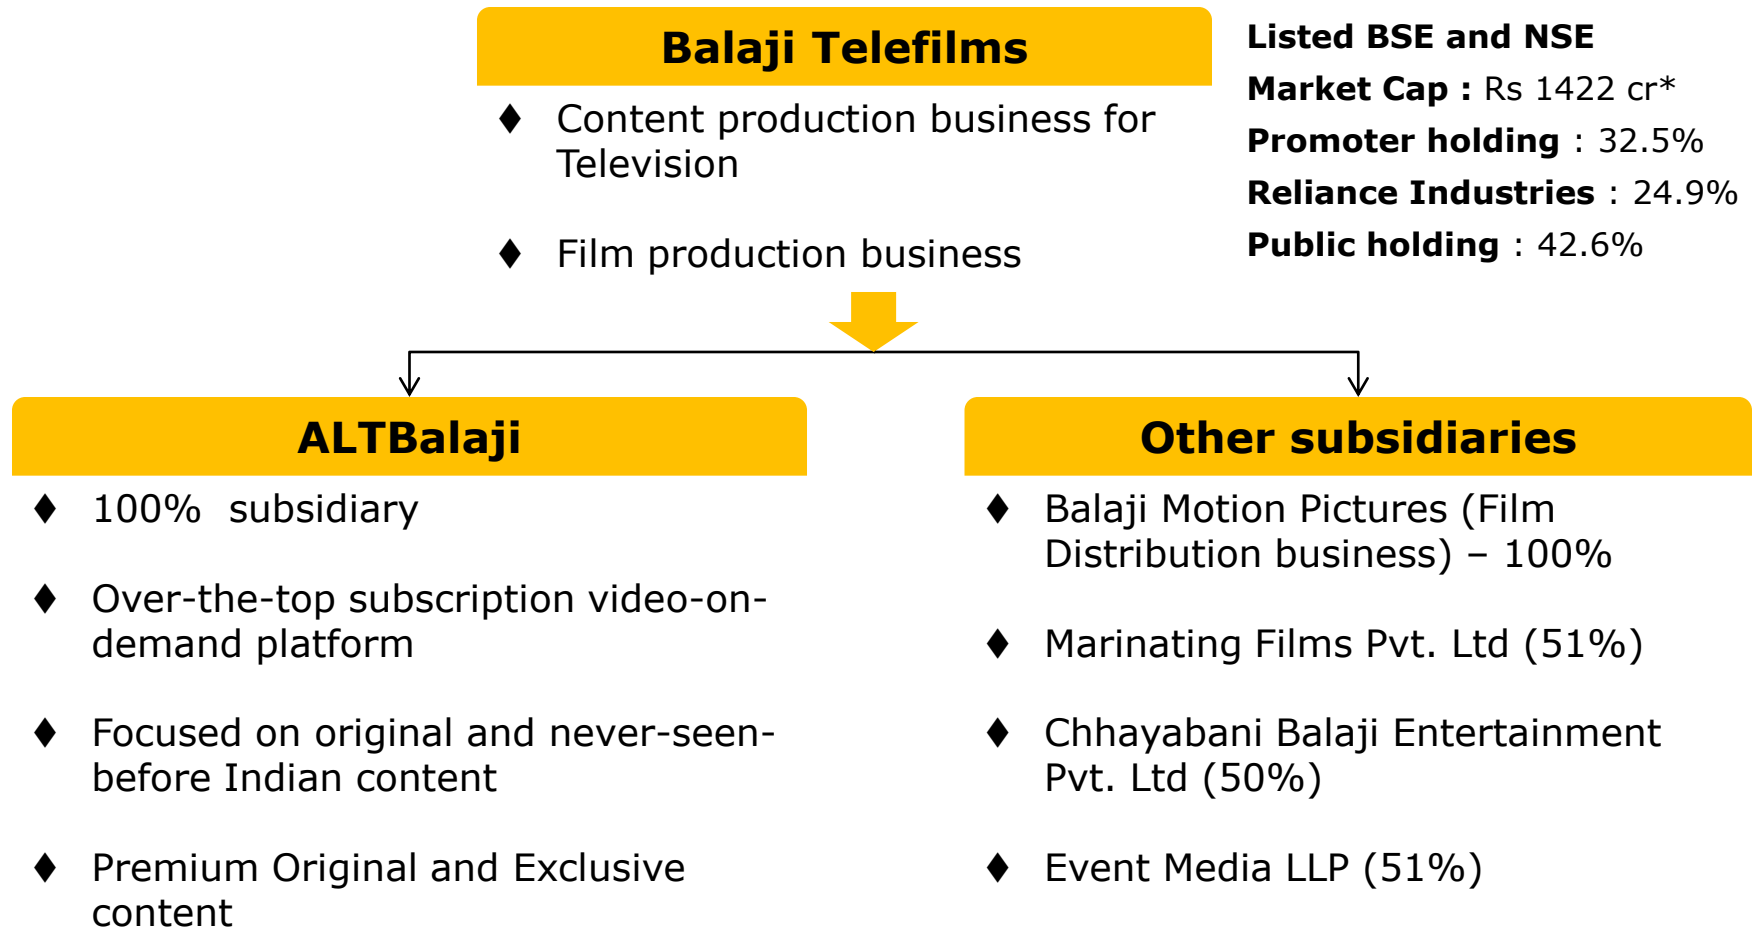 Balaji Telefilms
♦ Content production business for
Television
♦ Film production business
Listed BSE and NSE
Market Cap : Rs 1422 cr*
Promoter holding : 32.5%
Reliance Industries : 24.9%
Public holding : 42.6%
ALTBalaji
♦ 100%  subsidiary
♦ Over-the-top subscription video-on-
demand platform
♦ Focused on original and never-seen-
before Indian content
♦ Premium Original and Exclusive
content
Other subsidiaries
♦ Balaji Motion Pictures (Film
Distribution business) – 100%
♦ Marinating Films Pvt. Ltd (51%)
♦ Chhayabani Balaji Entertainment
Pvt. Ltd (50%)
♦ Event Media LLP (51%)